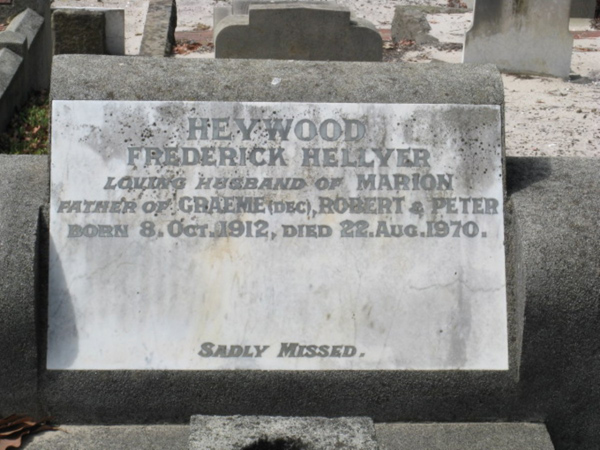 HEYWOOD
FREDERICK HELLYER
LOVING HUSBAND OF MARION
FATHER OF GRAEME (DEC), ROBERT & PETER
BORN 8. OCT. 1912, DIED 22. AUG. 1970.
SADLY MISSED.